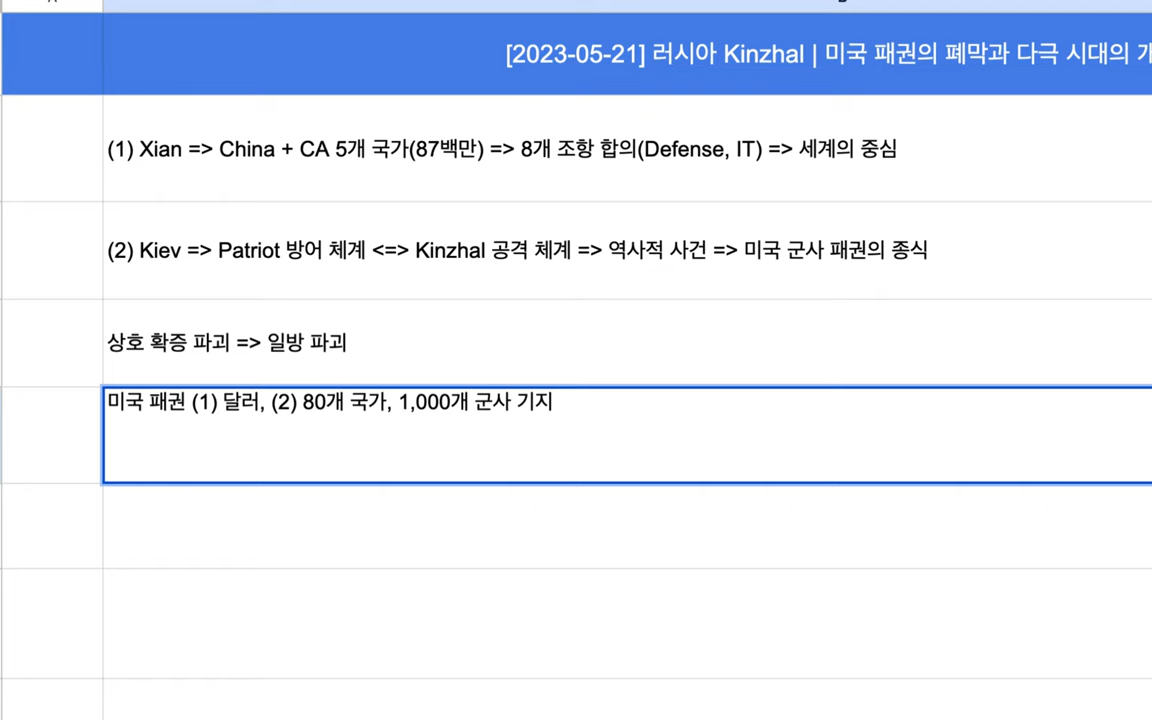 [2023-05-21] 러시아 Kinzhal | 미국 패권의 폐막과 다극 시대의
(1) Xian => China + CA 5개 국가(87백만) => 8개 조항 합의(Defense, IT) => 세계의 중심
(2) Kiev => Patriot 방어 체계 <=> Kinzhal 공격 체계 => 역사적 사건 => 미국 군사 패권의 종식
상호 확증 파괴 => 일방 파괴
미국 패권 (1) 달러, (2) 80개 국가, 1,000개 군사 기지